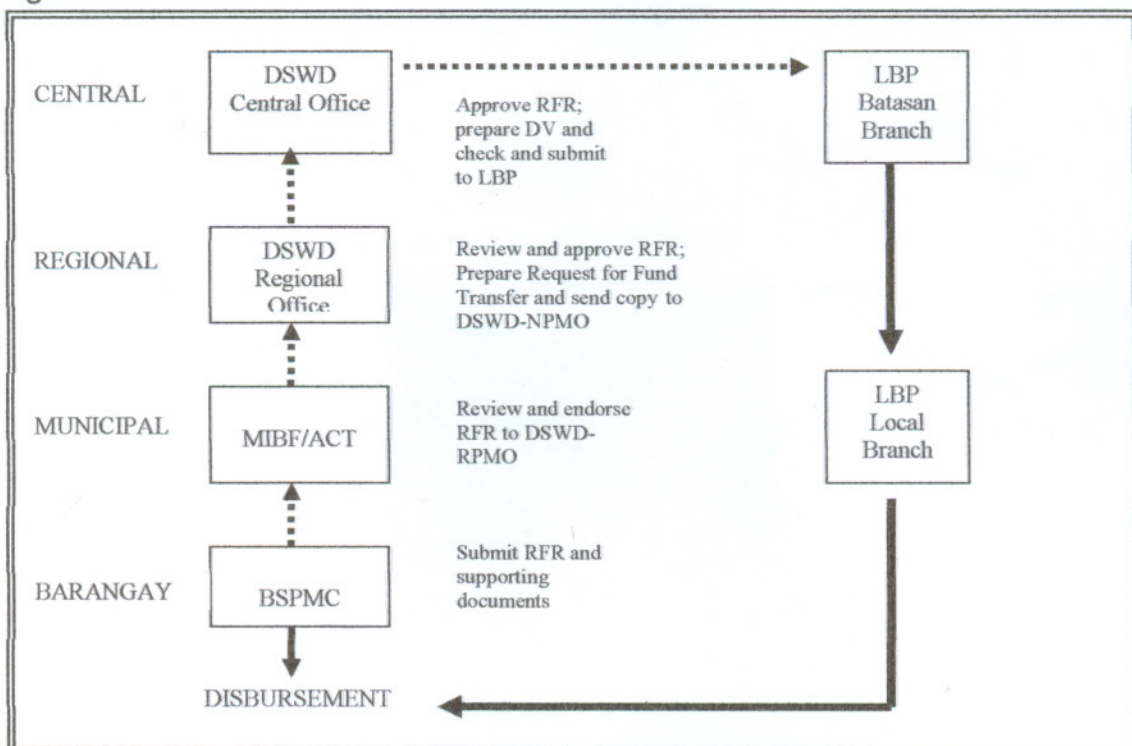 CENTRAL
DSWD
Central Office
Approve RFR;
prepare DV and
check and submit
to LBP
LBP
Batasan
Branch
REGIONAL
DSWD
Regional
Office
Review and approve RFR;
Prepare Request for Fund
Transfer and send copy to
DSWD-NPMO
MUNICIPAL
MIBF/ACT
Review and endorse
RFR to DSWD-
RPMO
LBP
Local
Branch
BARANGAY
BSPMC
Submit RFR and
supporting
documents
DISBURSEMENT